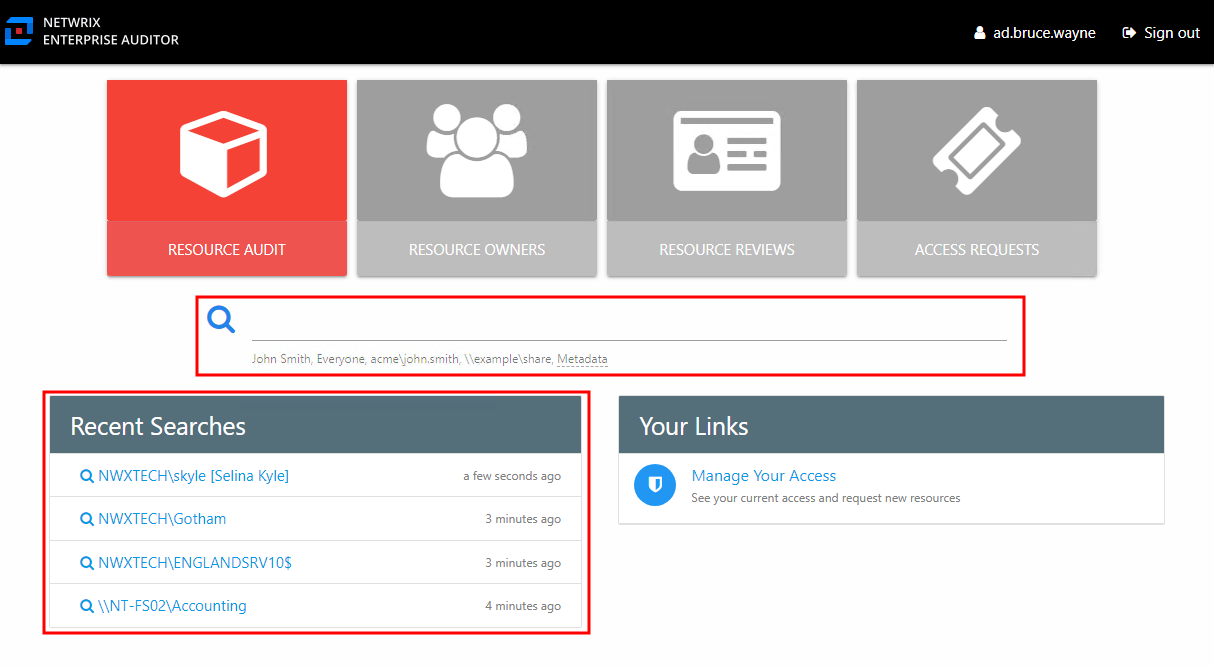 NETWRIX
ENTERPRISE AUDITOR
ad.bruce.wayne
Sign out
RESOURCE AUDIT
RESOURCE OWNERS
RESOURCE REVIEWS
ACCESS REQUESTS
John Smith, Everyone, acme\john.smith, \\example\share, Metadata
Recent Searches
NWXTECH\skyle [Selina Kyle]
a few seconds ago
NWXTECH\Gotham
3 minutes ago
NWXTECH\ENGLANDSRV10$
3 minutes ago
\\NT-FS02\Accounting
4 minutes ago
Your Links
Manage Your Access
See your current access and request new resources